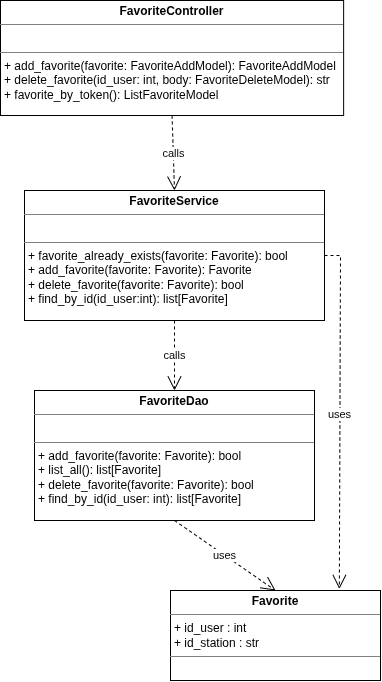 FavoriteController
+ add_favorite(favorite: FavoriteAddModel): FavoriteAddModel
+ delete_favorite(id_user: int, body: FavoriteDeleteModel): str
+ favorite_by_token(): ListFavoriteModel
calls
FavoriteService
+ favorite_already_exists(favorite: Favorite): bool
+ add_favorite(favorite: Favorite): Favorite
+ delete_favorite(favorite: Favorite): bool
+ find_by_id(id_user:int): list[Favorite]
calls
uses
FavoriteDao
+ add_favorite(favorite: Favorite): bool
+ list_all(): list[Favorite]
+ delete_favorite(favorite: Favorite): bool
+ find_by_id(id_user: int): list[Favorite]
uses
Favorite
+ id_user : int
+ id_station : str